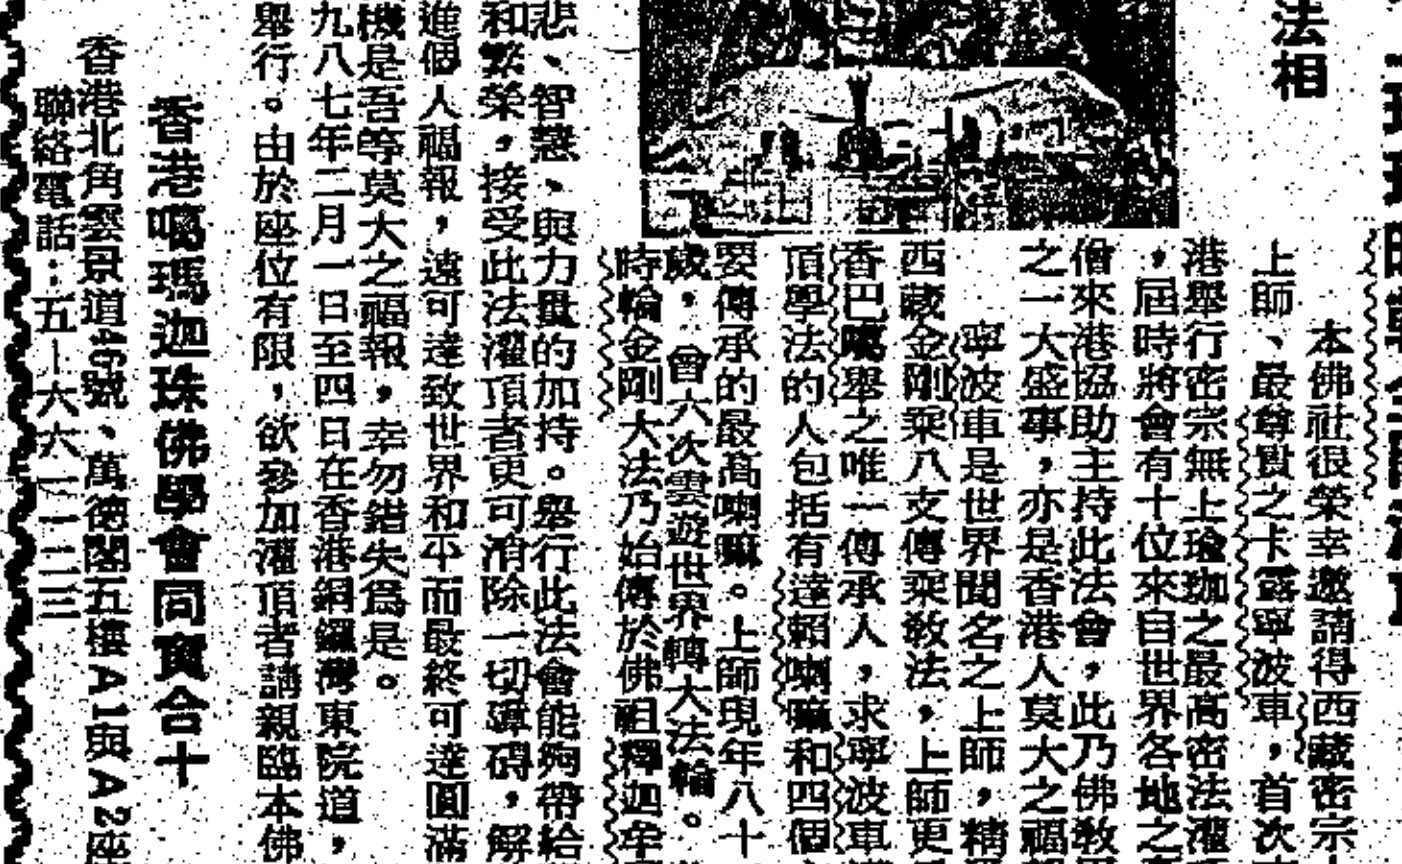 法相
本佛社很榮幸邀請得西藏密宗
上師、最尊貴之卡露寧波車，首次
港舉行密宗無上瑜珈之最高密法灌
，屆時將會有十位來自世界各地之
僧來港協助主持此法會，此乃佛教
之一大盛事，亦是香港人莫大之福
寧波車是世界聞名之上師，精
西藏金剛乘八支傳乘教法，上師更
香巴噶舉之唯一傳承人，求寧波車
頂學法的人包括有達賴喇嘛和四個
要傳承的最高喇嘛。上師現年八十
歲，曾六次雲遊世界轉大法輪。
時輪金剛大法乃始傳於佛祖釋迦牟
悲、智慧、與力量的加持。舉行此法會能夠帶給
和繁榮，接受此法灌頂者更可消除一切障碍，解
進個人福報，遠可達致世界和平而最終可達圓滿
機是吾等莫大之福報，幸勿錯失為是。
九八七年二月一日至四日在香港銅鑼灣東院道，
舉行。由於座位有限，欲參加灌頂者請親臨本佛
香港噶瑪迦珠佛學會同寅合十
香港北角雲景道46號、萬德閣五樓A1與A2座
聯絡電話：五－六六一一二三三